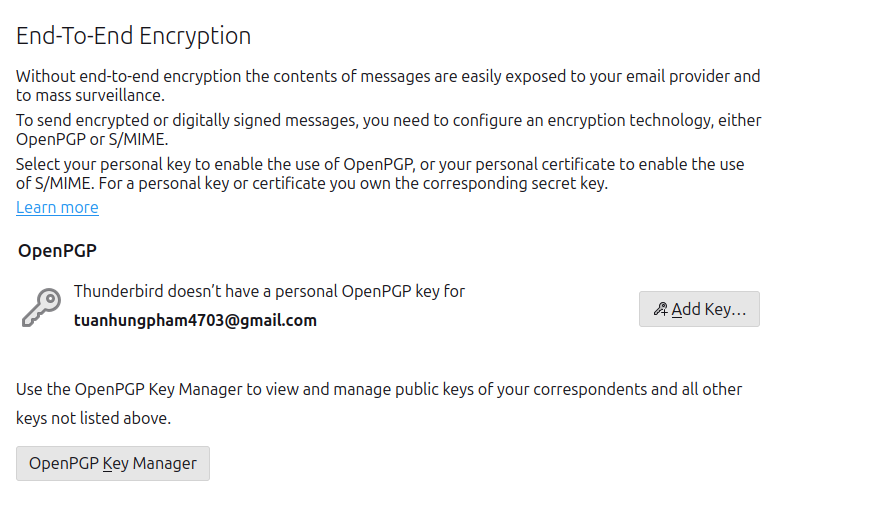 End-To-End Encryption
Without end-to-end encryption the contents of messages are easily exposed to your email provider and
to mass surveillance.
To send encrypted or digitally signed messages, you need to configure an encryption technology, either
OpenPGP or S/MIME.
Select your personal key to enable the use of OpenPGP, or your personal certificate to enable the use
of S/MIME. For a personal key or certificate you own the corresponding secret key.
Learn more
OpenPGP
Thunderbird doesn’t have a personal OpenPGP key for
tuanhungpham4703@gmail.com
Add Key…
Use the OpenPGP Key Manager to view and manage public keys of your correspondents and all other
keys not listed above.
OpenPGP Key Manager